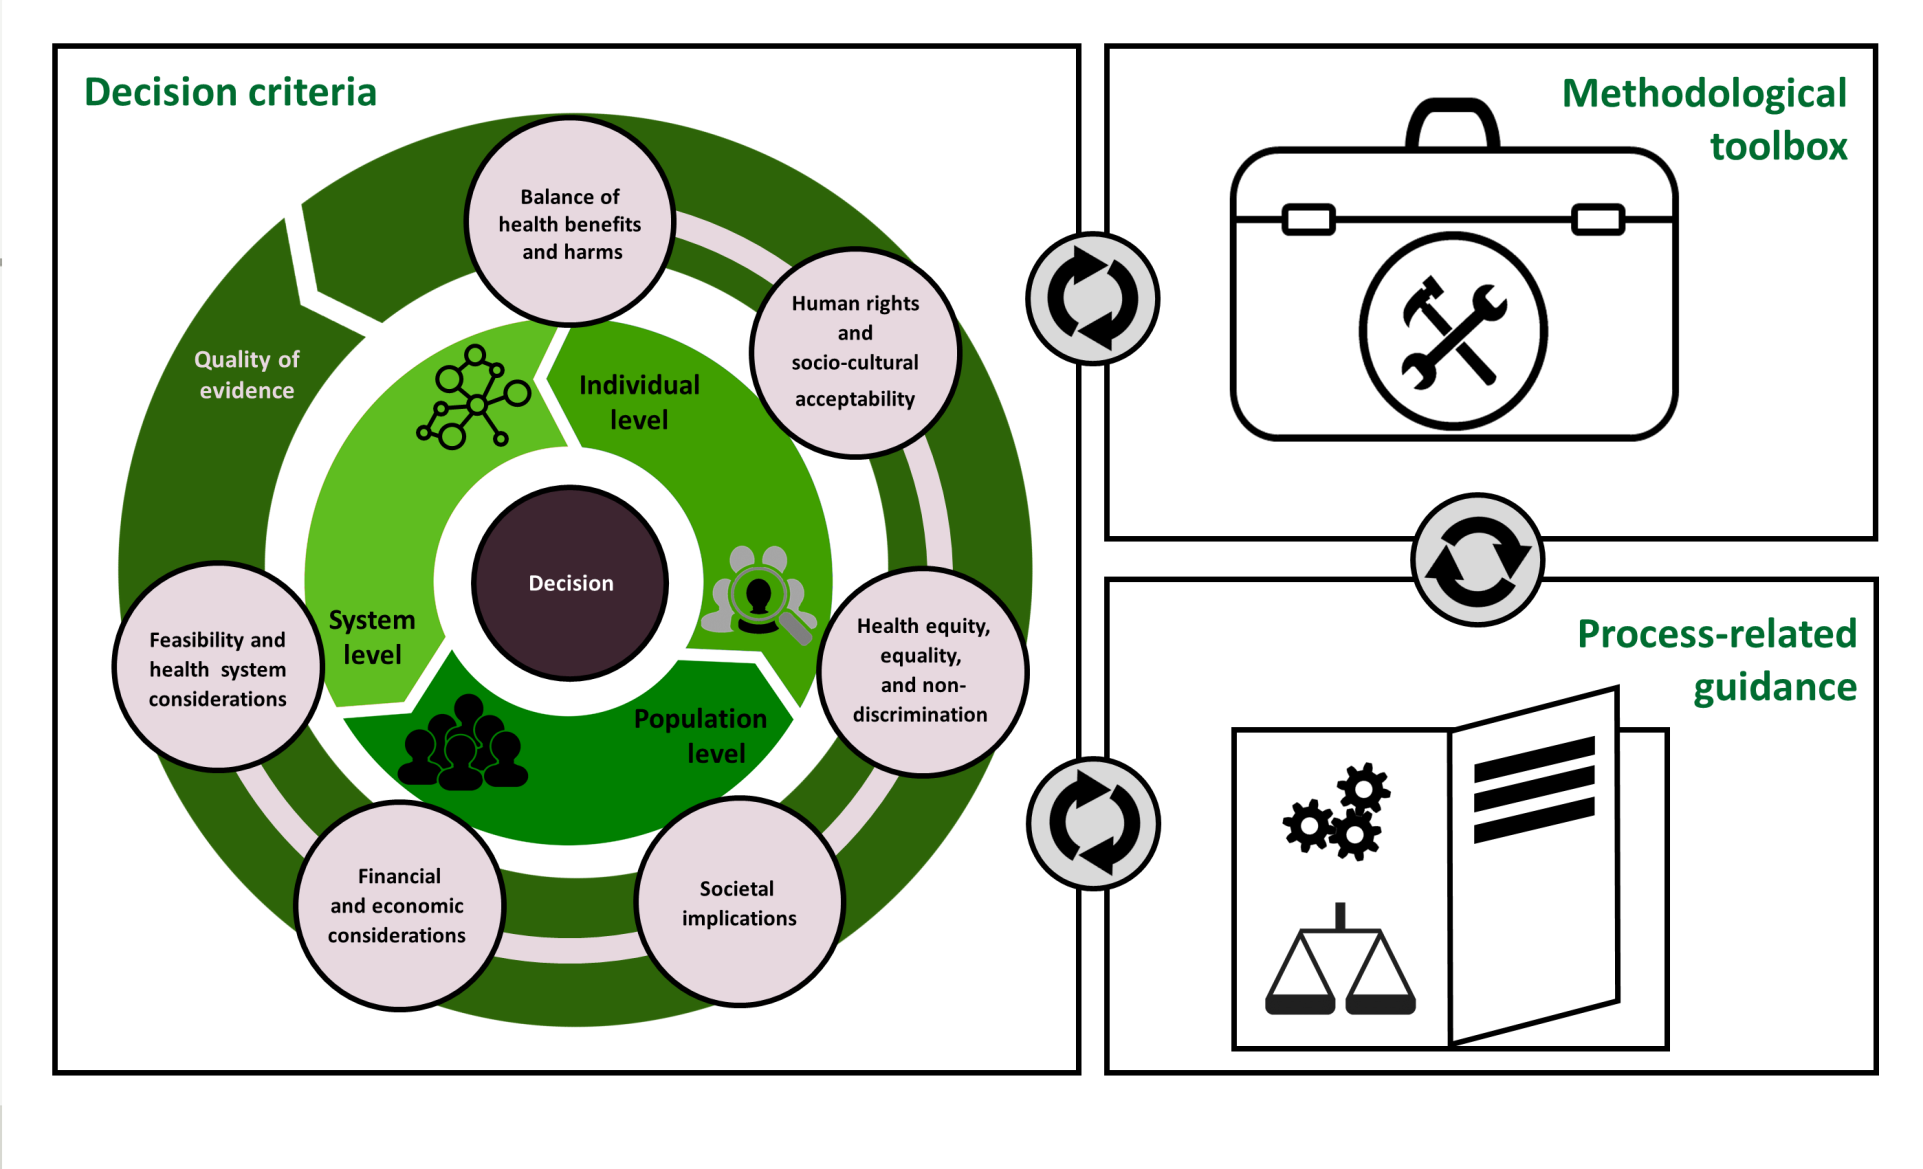 Decision criteria
Balance of
health benefits
and harms
Human rights
and
socio-cultural
acceptability
Quality of
evidence
Individual
level
Decision
System
level
Population
level
Feasibility and
health system
considerations
Health equity,
equality,
and non-
discrimination
Financial
and economic
considerations
Societal
implications
Methodological
toolbox
Process-related
guidance